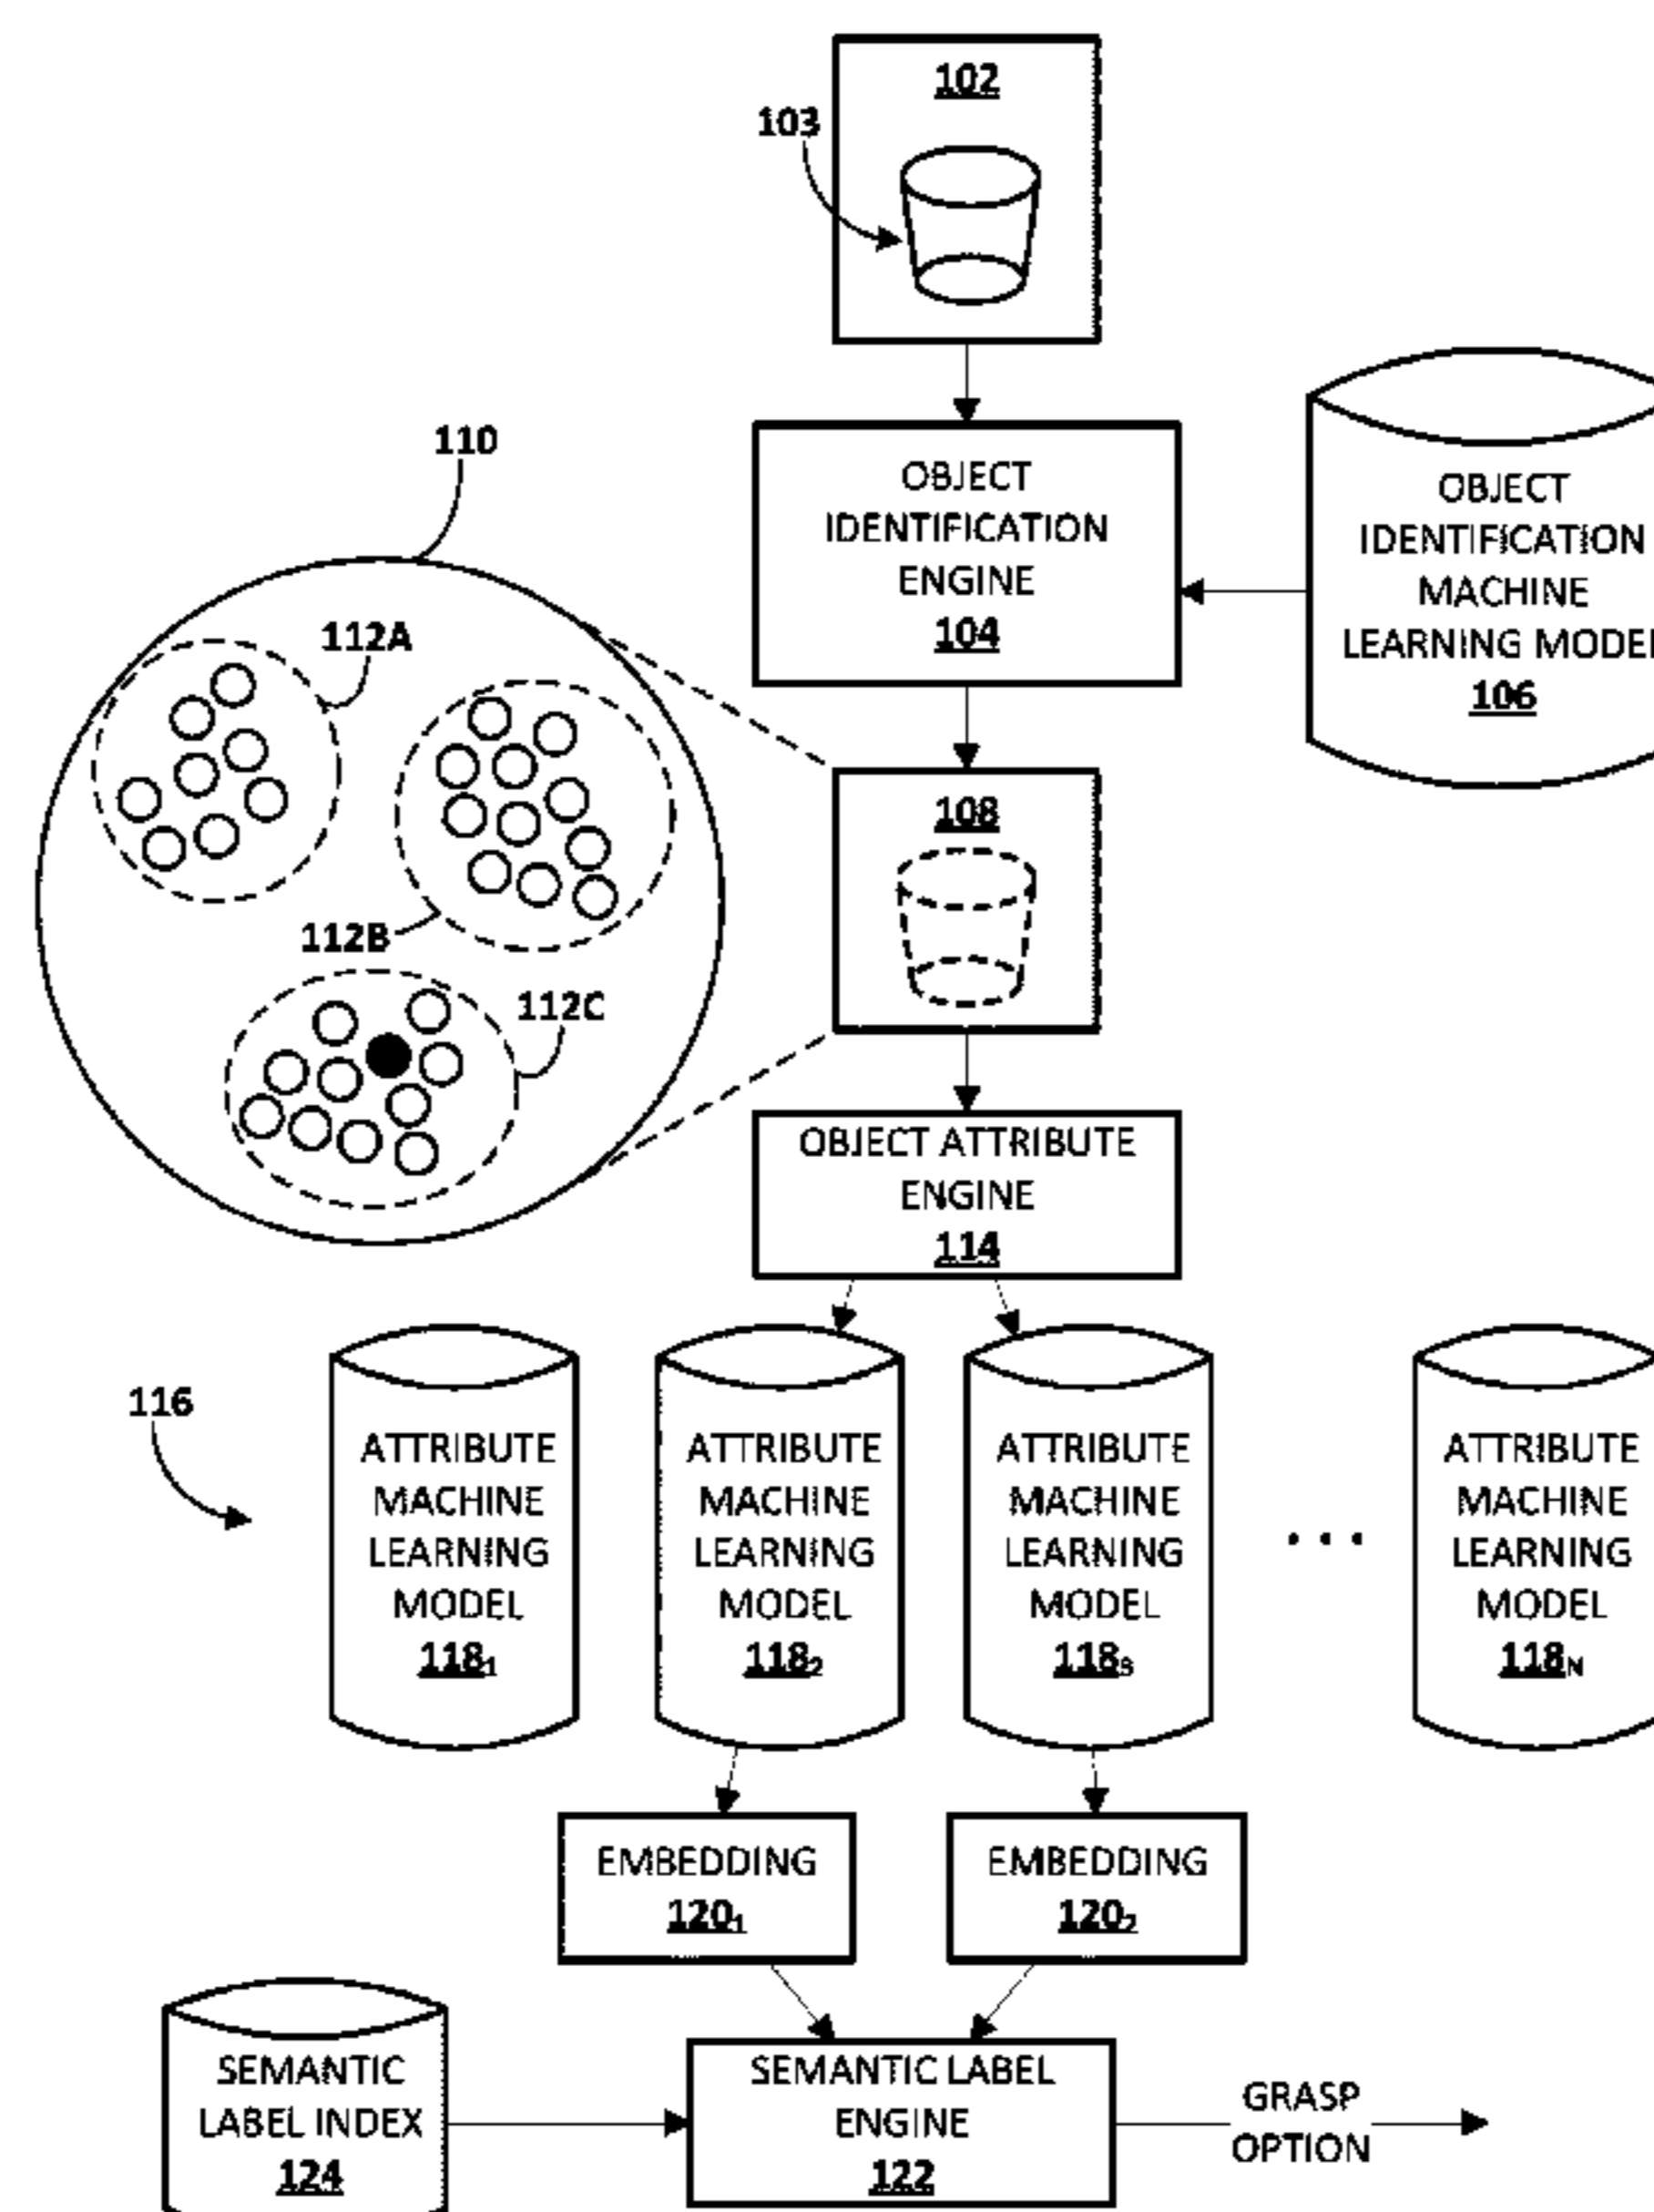 102
103
OBJECT
IDENTIFICATION
ENGINE
104
OBJECT
IDENTIFICATION
MACHINE
LEARNING MODEL
106
110
112A
112B
112C
108
OBJECT ATTRIBUTE
ENGINE
114
116
ATTRIBUTE
MACHINE
LEARNING
MODEL
118₁
ATTRIBUTE
MACHINE
LEARNING
MODEL
118₂
ATTRIBUTE
MACHINE
LEARNING
MODEL
118₃
. . .
ATTRIBUTE
MACHINE
LEARNING
MODEL
118N
EMBEDDING
120₁
EMBEDDING
120₂
SEMANTIC
LABEL INDEX
124
SEMANTIC LABEL
ENGINE
122
GRASP
OPTION